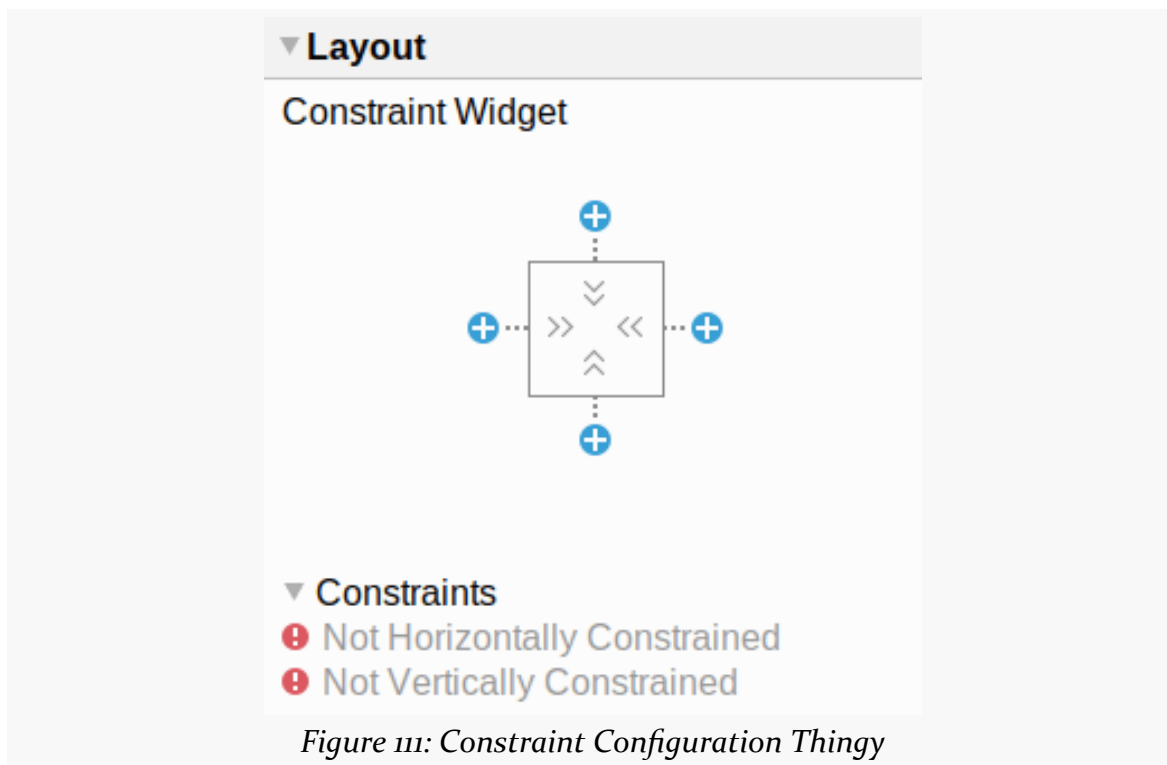 Layout
Constraint Widget
Constraints
Not Horizontally Constrained
Not Vertically Constrained
Figure 111: Constraint Configuration Thingy